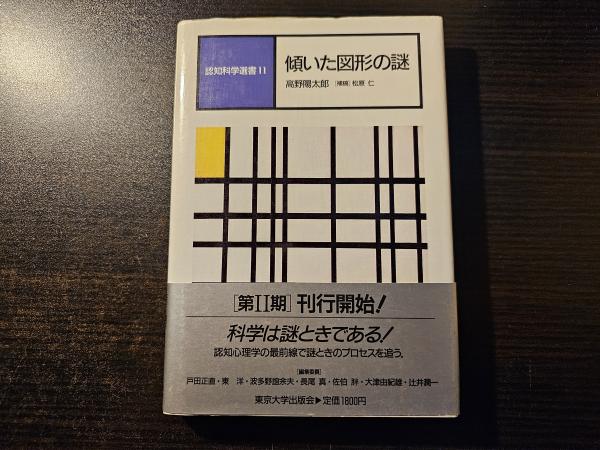 認知科学選書11
傾いた図形の謎
高野陽太郎 [補稿] 松原 仁
[第II期]刊行開始!
科学は謎ときである!
認知心理学の最前線で謎ときのプロセスを追う。
[編集委員]
戸田正直・東 洋・波多野誼余夫・長尾 真・佐伯 胖・大津由紀雄・辻井潤一
東京大学出版会▶定価1800円